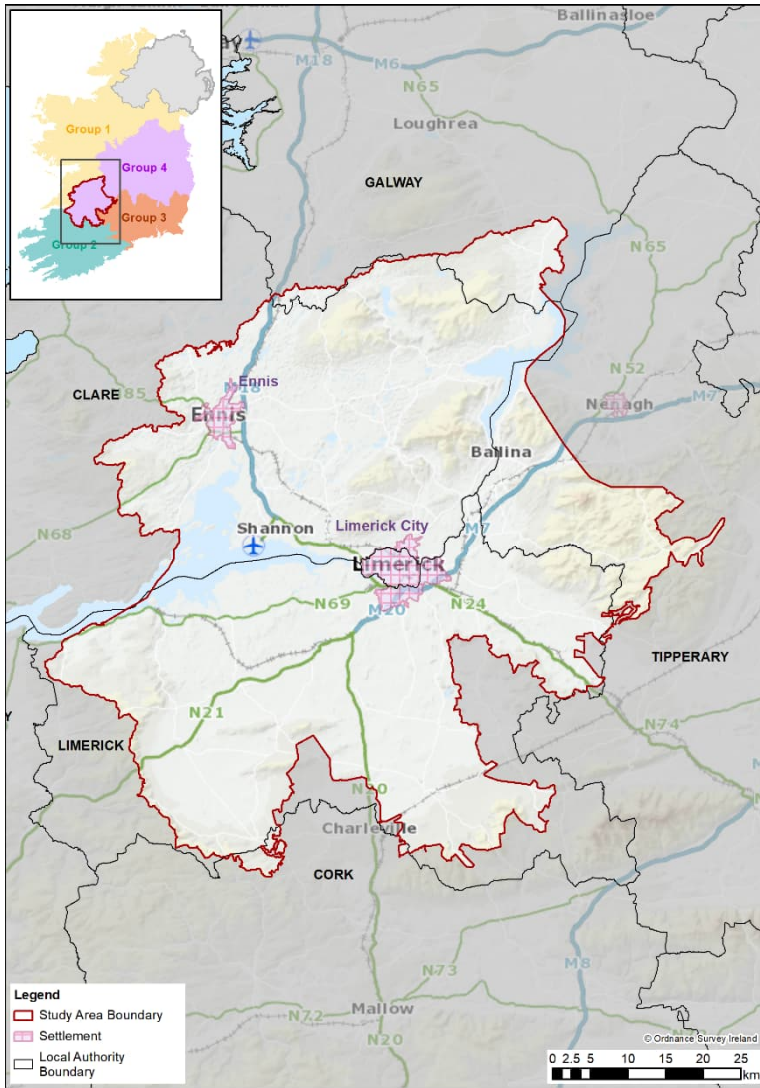 Ballinasloe
M18
M6
N65
Loughrea
Group 1
Group 4
Group 3
Group 2
GALWAY
N65
N52
Ennis
M18
CLARE
N85
Ennis
Nenagh
M7
Ballina
N68
Shannon
Limerick City
M7
Limerick
N69
M20
N24
TIPPERARY
N21
N74
LIMERICK
N20
Charleville
CORK
M8
N73
N72
Mallow
N20
Legend
Study Area Boundary
Settlement
Local Authority
Boundary
© Ordnance Survey Ireland
0 2.5 5 10 15 20 25
km